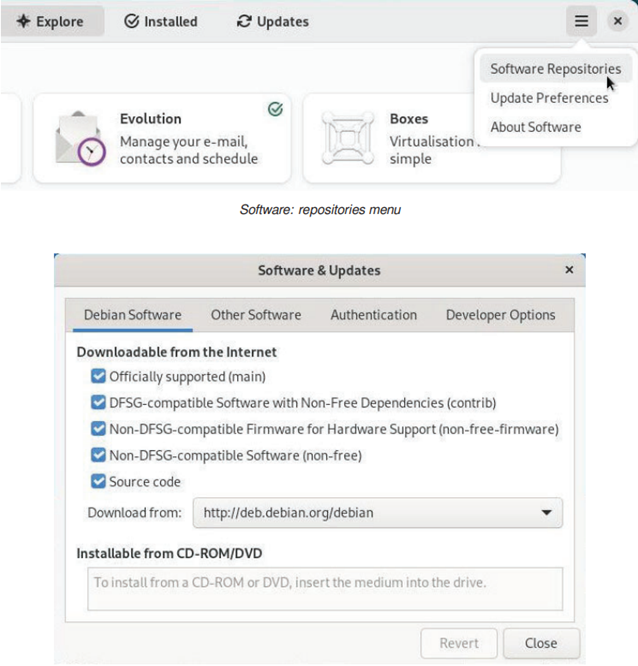 Explore
Installed
Updates
Software Repositories
Update Preferences
About Software
Evolution
Manage your e-mail,
contacts and schedule
Boxes
Virtualisation
simple
Software: repositories menu
Software & Updates
Debian Software
Other Software
Authentication
Developer Options
Downloadable from the Internet
Officially supported (main)
DFSG-compatible Software with Non-Free Dependencies (contrib)
Non-DFSG-compatible Firmware for Hardware Support (non-free-firmware)
Non-DFSG-compatible Software (non-free)
Source code
Download from: http://deb.debian.org/debian
Installable from CD-ROM/DVD
To install from a CD-ROM or DVD, insert the medium into the drive.
Revert
Close